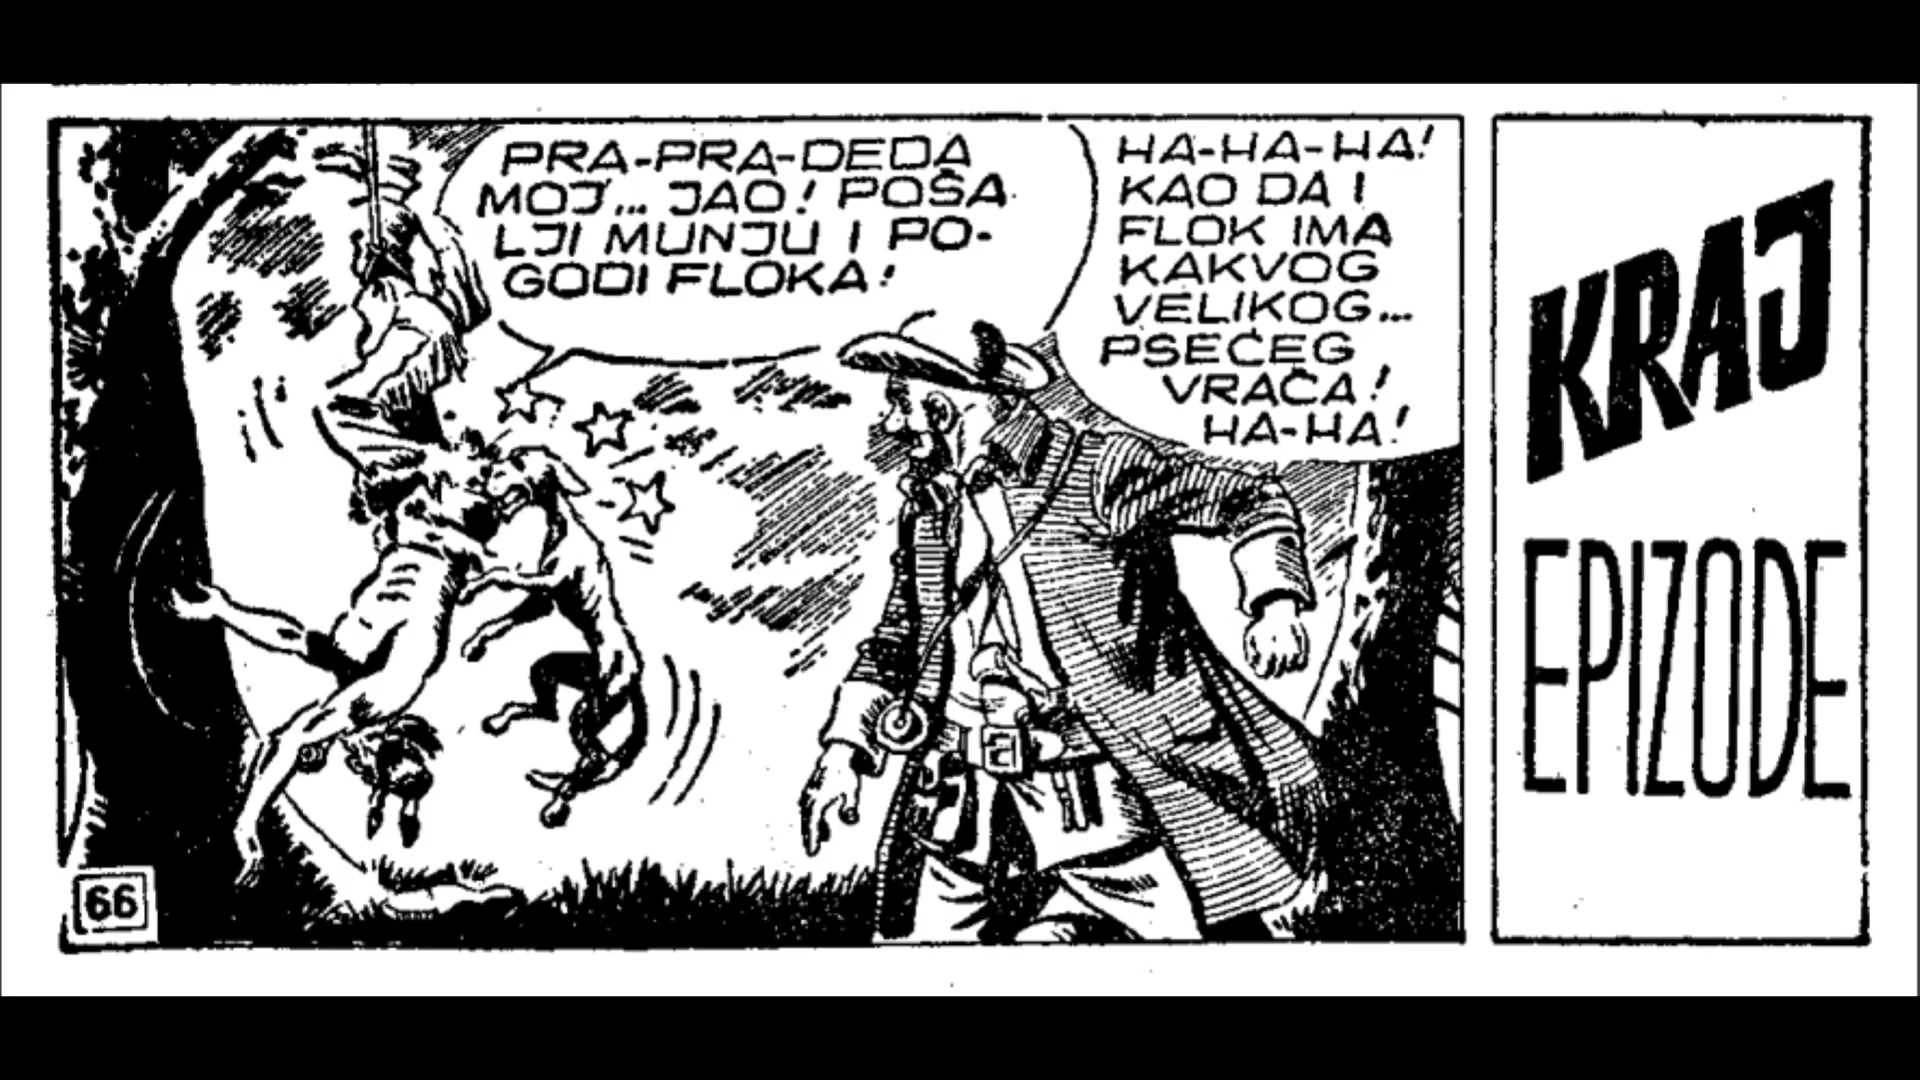 PRA-PRA-DEDA
MOJ... JAO! POŠA
LJI MUNJU I PO-
GODI FLOKA!
HA-HA-HA!
KAO DA I
FLOK IMA
KAKVOG
VELIKOG...
PSEĆEG
VRAČA!
HA-HA!
66
KRAJ
EPIZODE